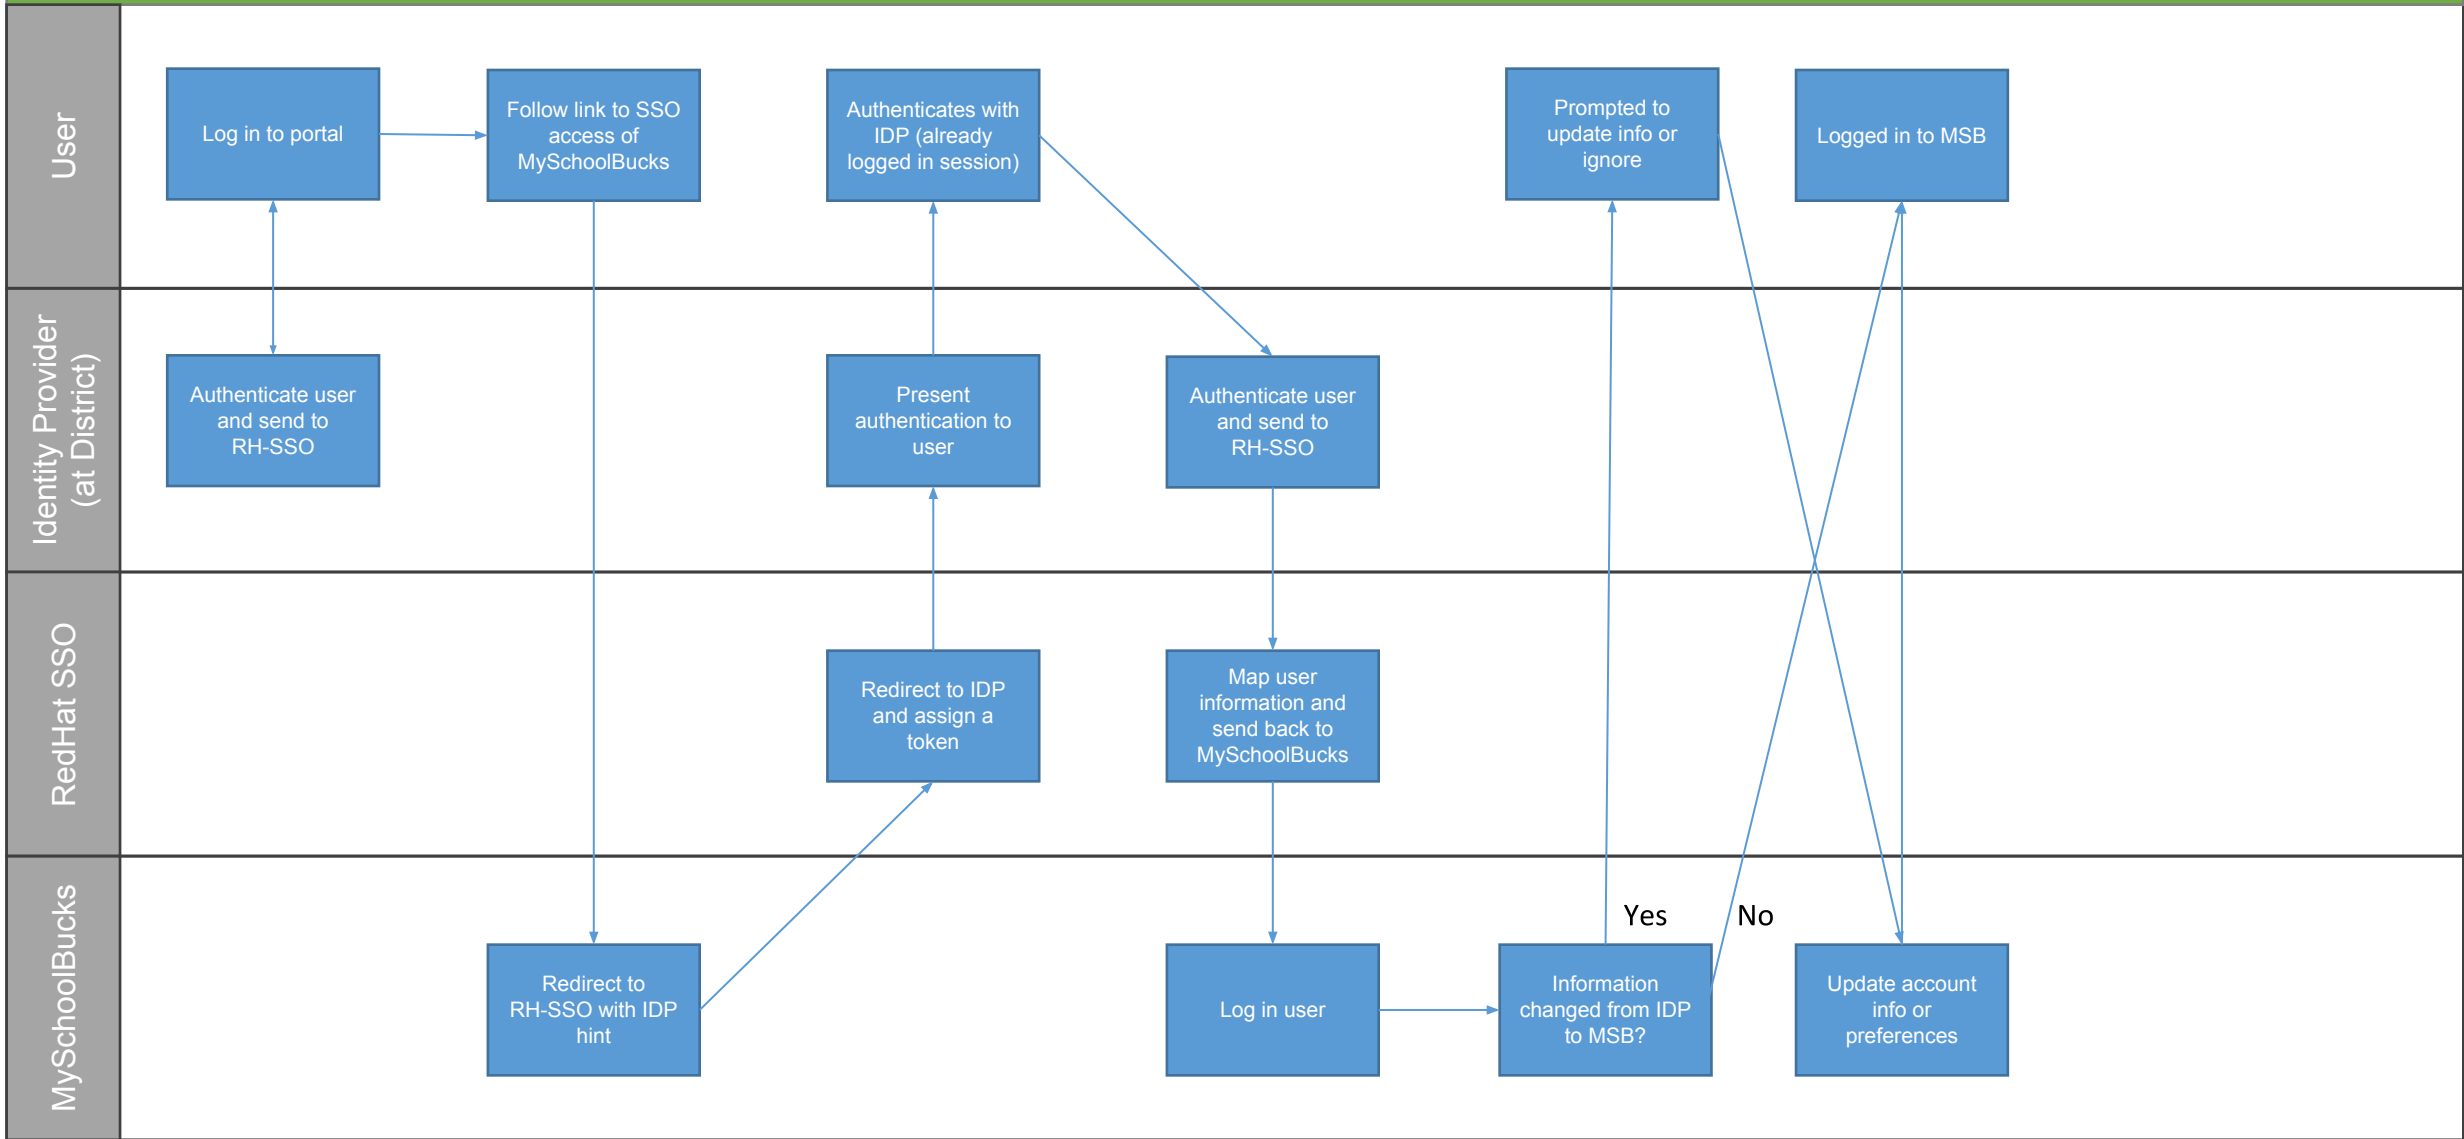 User
Log in to portal
Follow link to SSO
access of
MySchoolBucks
Authenticates with
IDP (already
logged in session)
Prompted to
update info or
ignore
Logged in to MSB
Identity Provider
(at District)
Authenticate user
and send to
RH-SSO
Present
authentication to
user
Authenticate user
and send to
RH-SSO
RedHat SSO
Redirect to IDP
and assign a
token
Map user
information and
send back to
MySchoolBucks
MySchoolBucks
Redirect to
RH-SSO with IDP
hint
Log in user
Yes
No
Information
changed from IDP
to MSB?
Update account
info or
preferences